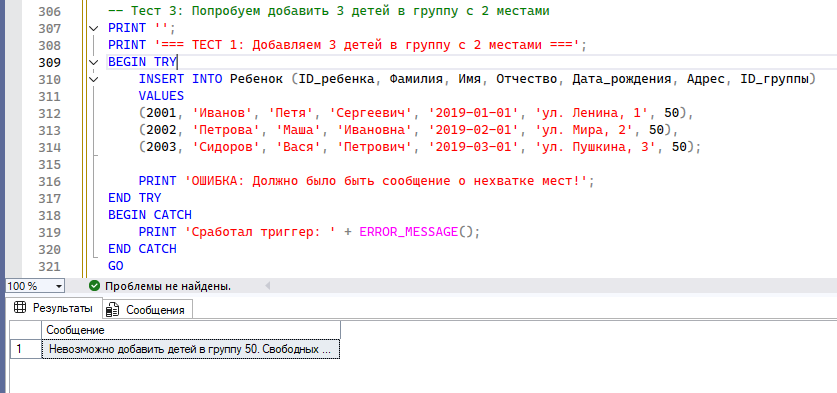 306 -- Тест 3: Попробуем добавить 3 детей в группу с 2 местами
307 PRINT '';
308 PRINT '=== ТЕСТ 1: Добавляем 3 детей в группу с 2 местами ===';
309 BEGIN TRY
310 INSERT INTO Ребенок (ID_ребенка, Фамилия, Имя, Отчество, Дата_рождения, Адрес, ID_группы)
311 VALUES
312 (2001, 'Иванов', 'Петя', 'Сергеевич', '2019-01-01', 'ул. Ленина, 1', 50),
313 (2002, 'Петрова', 'Маша', 'Ивановна', '2019-02-01', 'ул. Мира, 2', 50),
314 (2003, 'Сидоров', 'Вася', 'Петрович', '2019-03-01', 'ул. Пушкина, 3', 50);
315
316 PRINT 'ОШИБКА: Должно было быть сообщение о нехватке мест!';
317 END TRY
318 BEGIN CATCH
319 PRINT 'Сработал триггер: ' + ERROR_MESSAGE();
320 END CATCH
321 GO
100 % Проблемы не найдены.
Результаты Сообщения
Сообщение
1 Невозможно добавить детей в группу 50. Свободных ...